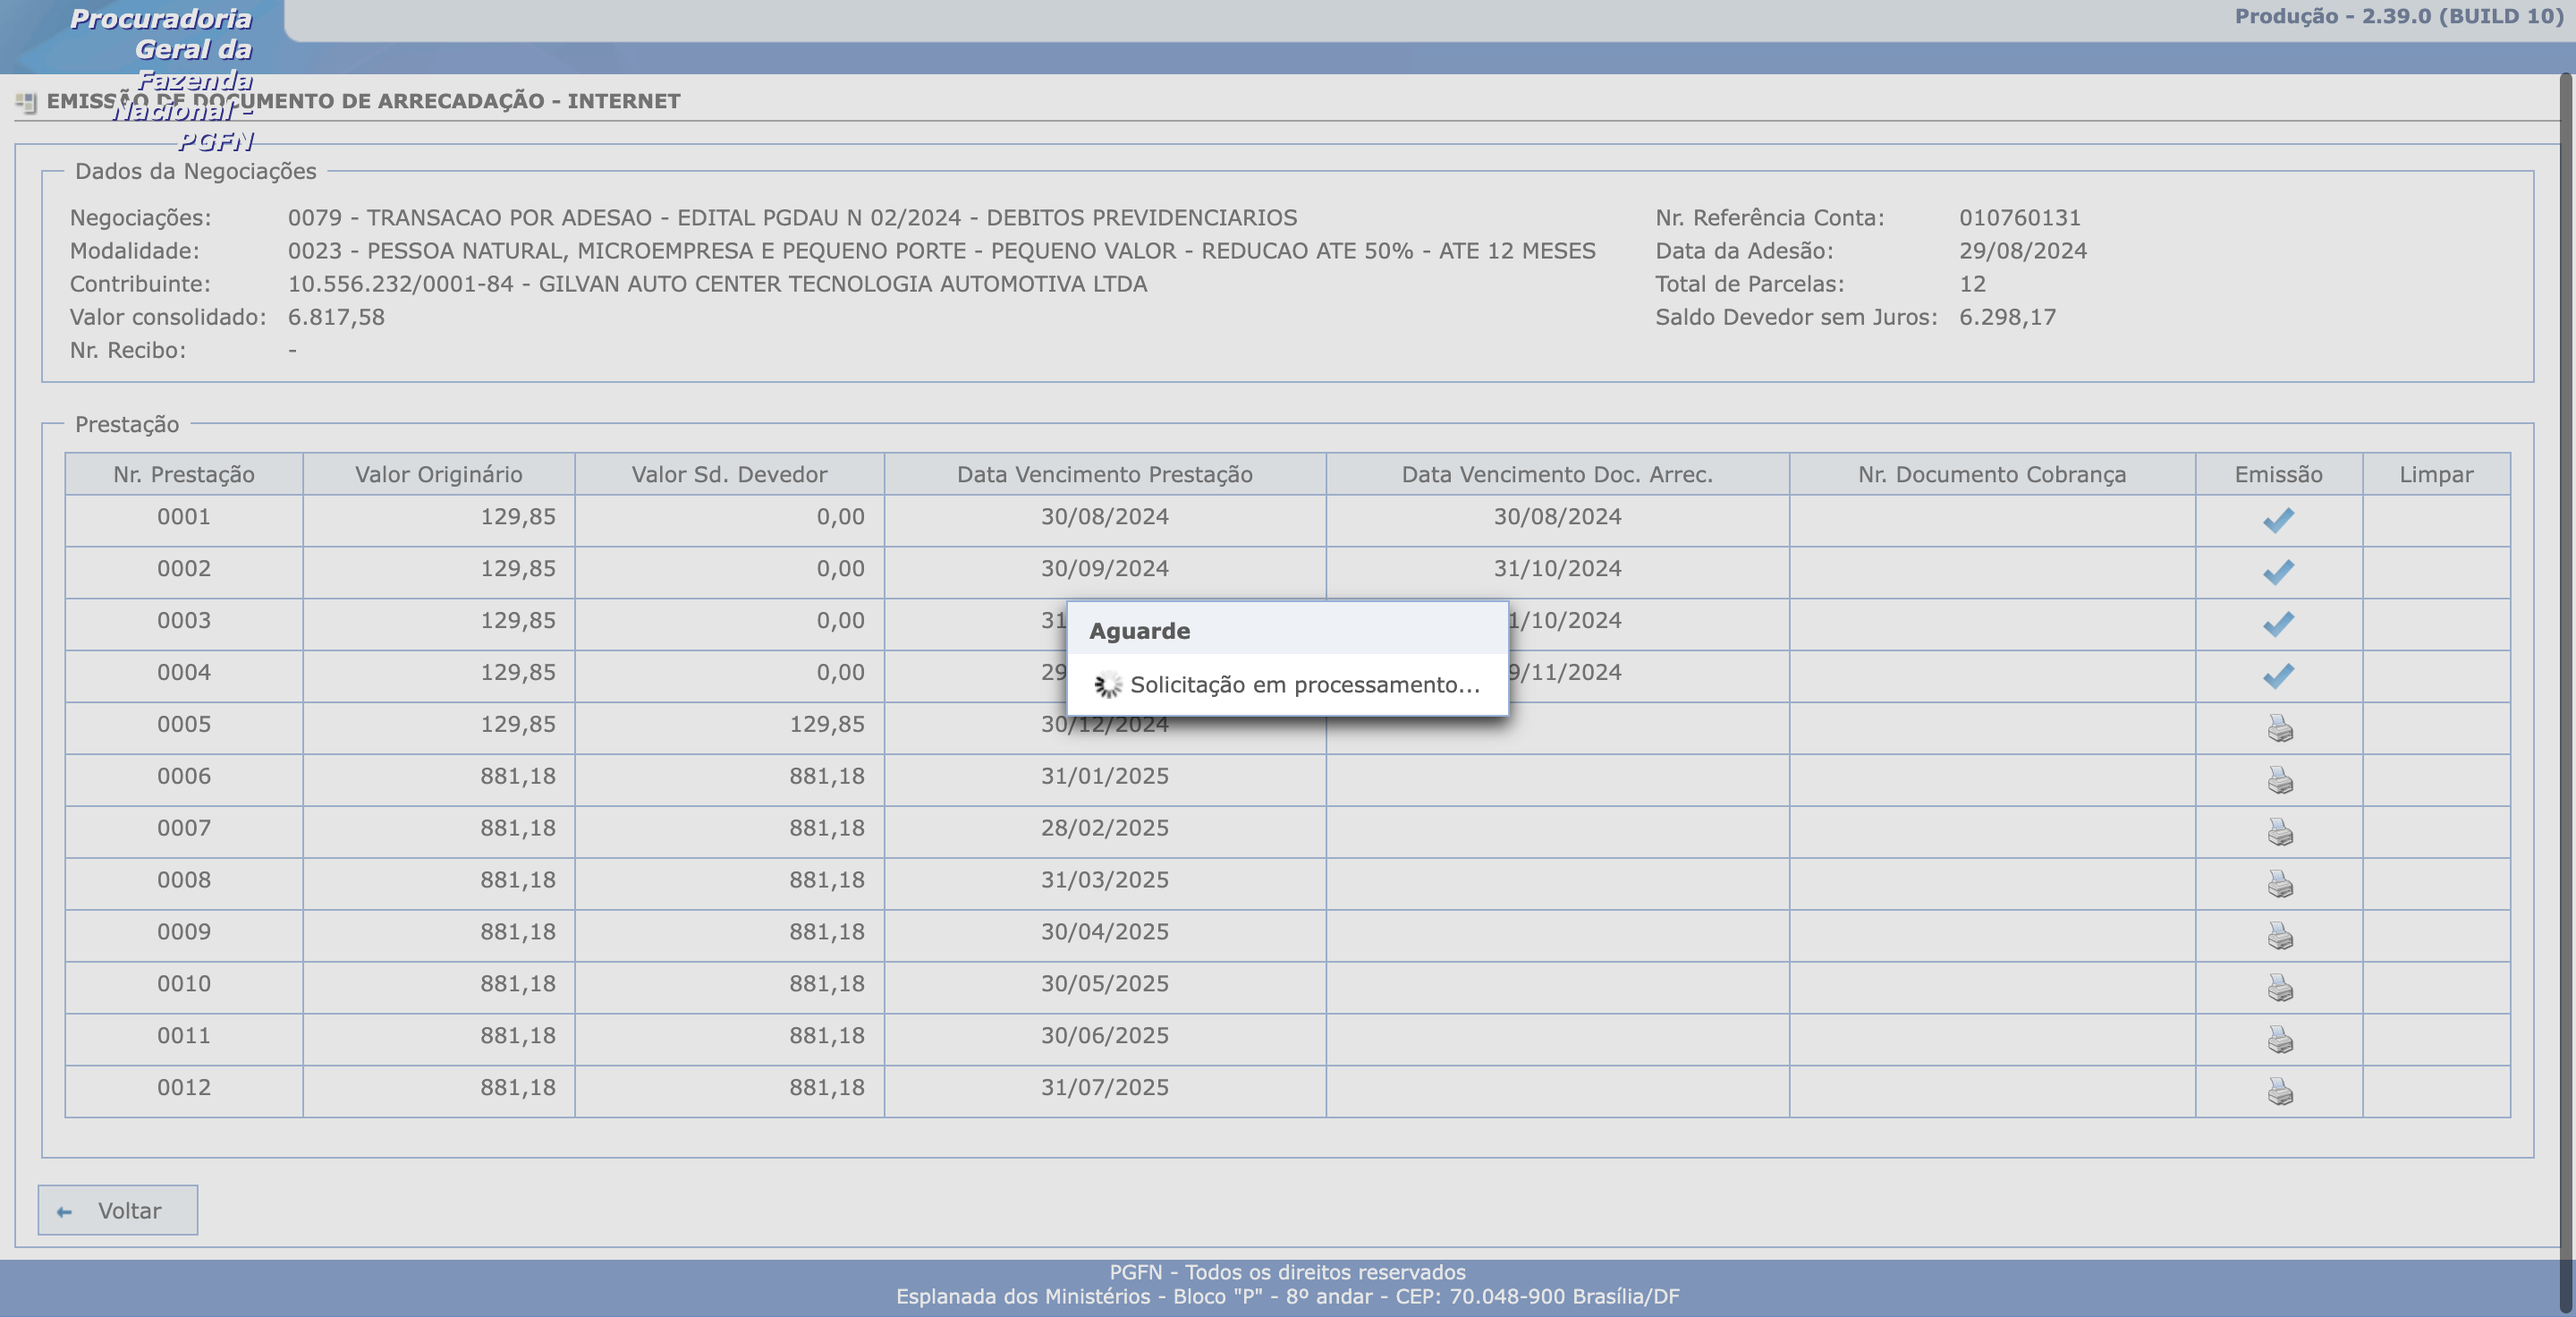 Procuradoria
Geral da
Fazenda
Nacional -
PGFN
Produção - 2.39.0 (BUILD 10)
EMISSÃO DE DOCUMENTO DE ARRECADAÇÃO - INTERNET
Dados da Negociações
Negociações: 0079 - TRANSACAO POR ADESAO - EDITAL PGDAU N 02/2024 - DEBITOS PREVIDENCIARIOS Nr. Referência Conta: 010760131
Modalidade: 0023 - PESSOA NATURAL, MICROEMPRESA E PEQUENO PORTE - PEQUENO VALOR - REDUCAO ATE 50% - ATE 12 MESES Data da Adesão: 29/08/2024
Contribuinte: 10.556.232/0001-84 - GILVAN AUTO CENTER TECNOLOGIA AUTOMOTIVA LTDA Total de Parcelas: 12
Valor consolidado: 6.817,58 Saldo Devedor sem Juros: 6.298,17
Nr. Recibo: -
Prestação
Nr. Prestação Valor Originário Valor Sd. Devedor Data Vencimento Prestação Data Vencimento Doc. Arrec. Nr. Documento Cobrança Emissão Limpar
0001 129,85 0,00 30/08/2024 30/08/2024
0002 129,85 0,00 30/09/2024 31/10/2024
0003 129,85 0,00 31 1/10/2024
0004 129,85 0,00 29 9/11/2024
0005 129,85 129,85 30/12/2024
0006 881,18 881,18 31/01/2025
0007 881,18 881,18 28/02/2025
0008 881,18 881,18 31/03/2025
0009 881,18 881,18 30/04/2025
0010 881,18 881,18 30/05/2025
0011 881,18 881,18 30/06/2025
0012 881,18 881,18 31/07/2025
Aguarde
Solicitação em processamento...
Voltar
PGFN - Todos os direitos reservados
Esplanada dos Ministérios - Bloco "P" - 8º andar - CEP: 70.048-900 Brasília/DF